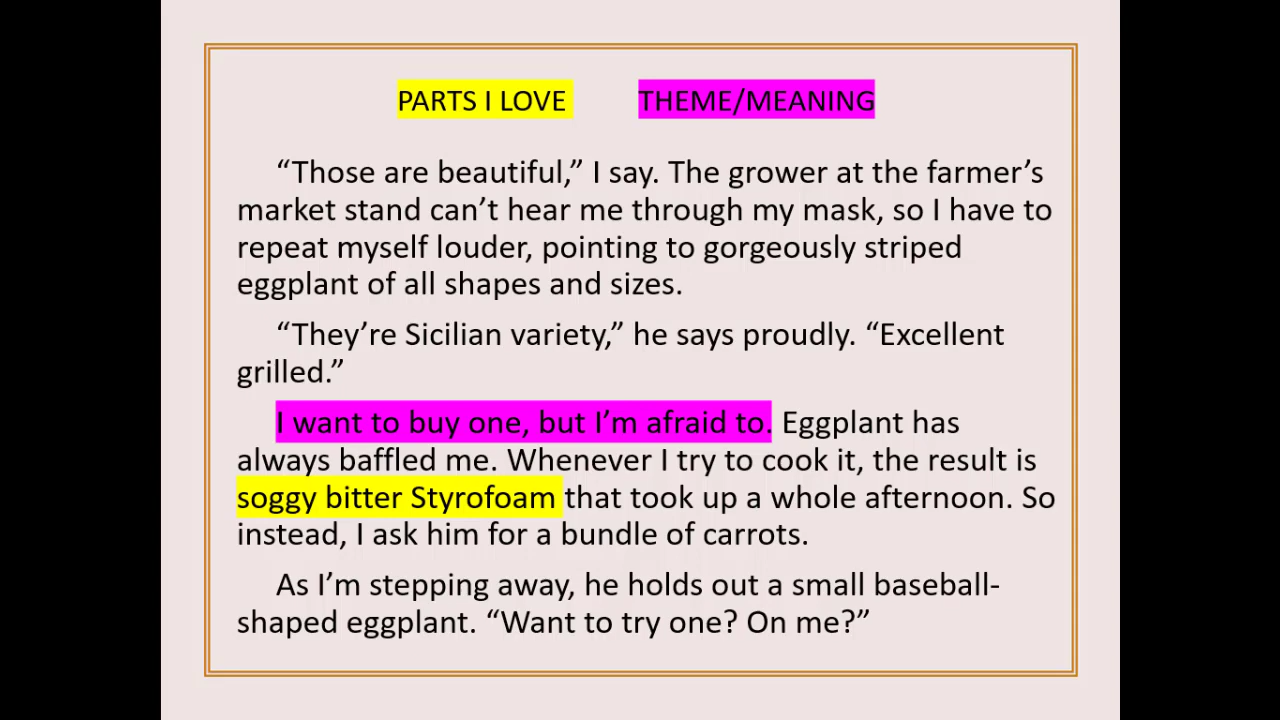 PARTS I LOVE THEME/MEANING
“Those are beautiful,” I say. The grower at the farmer’s
market stand can’t hear me through my mask, so I have to
repeat myself louder, pointing to gorgeously striped
eggplant of all shapes and sizes.
“They’re Sicilian variety,” he says proudly. “Excellent
grilled.”
I want to buy one, but I’m afraid to. Eggplant has
always baffled me. Whenever I try to cook it, the result is
soggy bitter Styrofoam that took up a whole afternoon. So
instead, I ask him for a bundle of carrots.
As I’m stepping away, he holds out a small baseball-
shaped eggplant. “Want to try one? On me?”